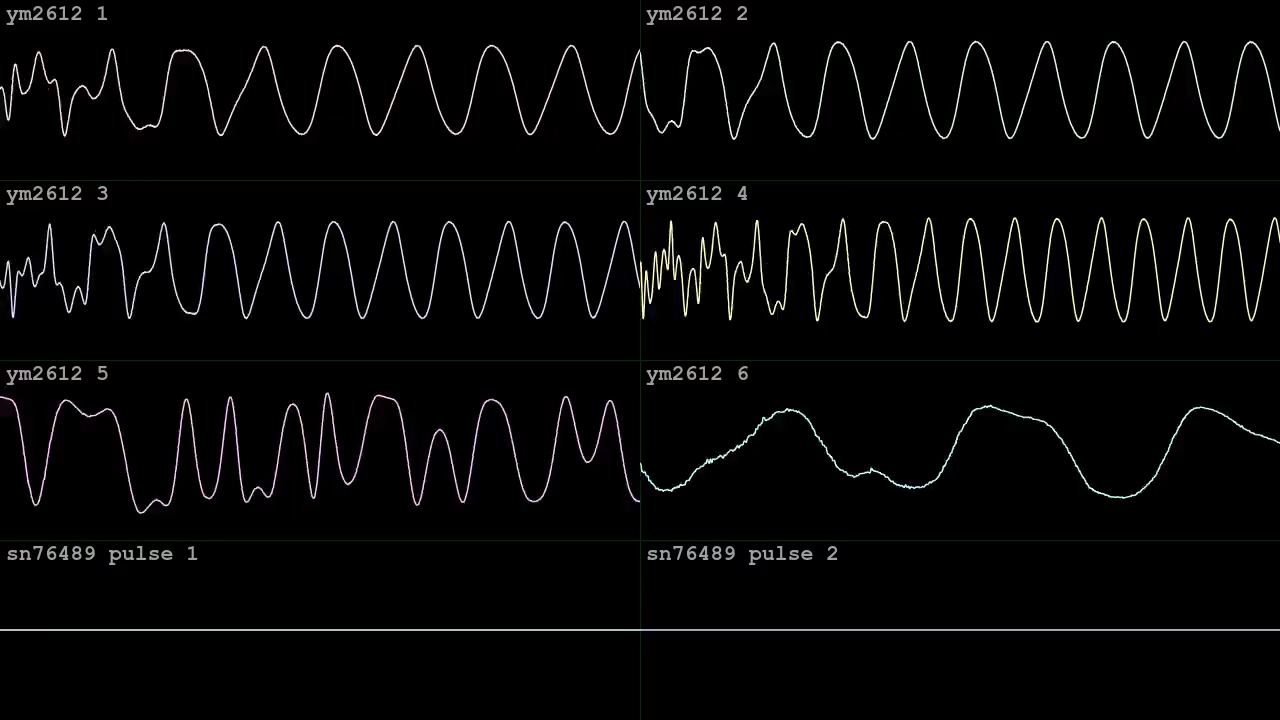 ym2612 1
ym2612 2
ym2612 3
ym2612 4
ym2612 5
ym2612 6
sn76489 pulse 1
sn76489 pulse 2